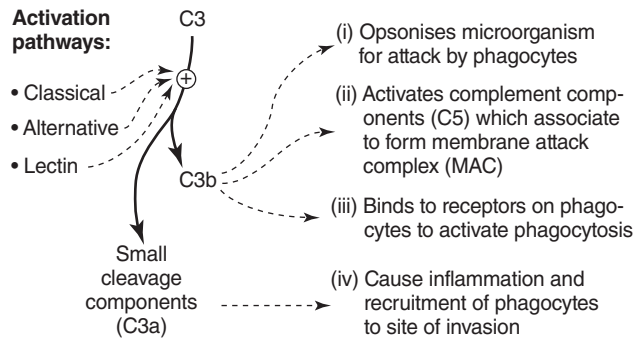 Activation
pathways:
C3
+
• Classical
• Alternative
• Lectin
C3b
Small
cleavage
components
(C3a)
(i) Opsonises microorganism
for attack by phagocytes
(ii) Activates complement comp-
onents (C5) which associate
to form membrane attack
complex (MAC)
(iii) Binds to receptors on phago-
cytes to activate phagocytosis
(iv) Cause inflammation and
recruitment of phagocytes
to site of invasion